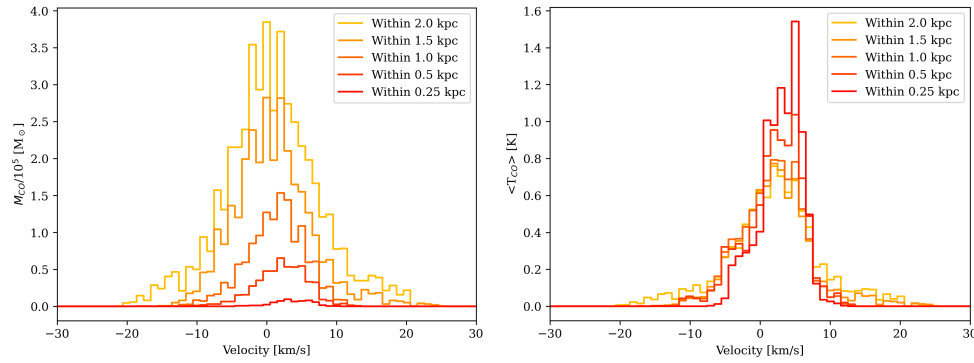 4.0
3.5
3.0
2.5
2.0
1.5
1.0
0.5
0.0
M_CO/10^5 [M_⊙]
Within 2.0 kpc
Within 1.5 kpc
Within 1.0 kpc
Within 0.5 kpc
Within 0.25 kpc
−30 −20 −10 0 10 20 30
Velocity [km/s]
1.6
1.4
1.2
1.0
0.8
0.6
0.4
0.2
0.0
<T_CO> [K]
Within 2.0 kpc
Within 1.5 kpc
Within 1.0 kpc
Within 0.5 kpc
Within 0.25 kpc
−30 −20 −10 0 10 20 30
Velocity [km/s]